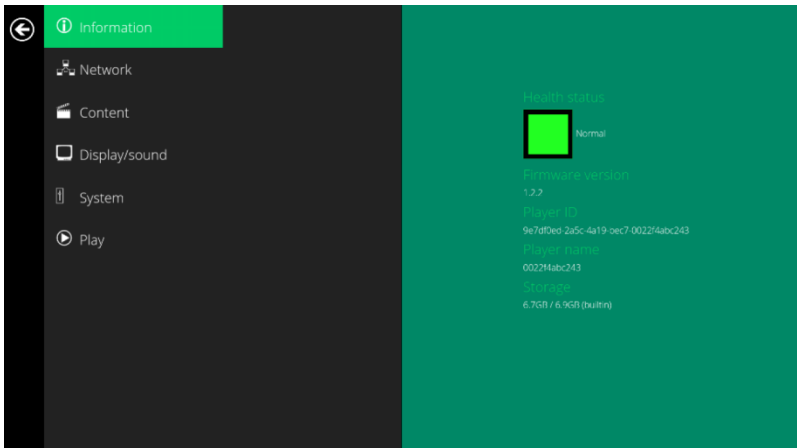 Information
Network
Content
Display/sound
System
Play
Health status
Normal
Firmware version
1.2.2
Player ID
9e7df0ed-2a5c-4a19-bec7-0022f4abc243
Player name
0022f4abc243
Storage
6.7GB / 6.9GB (builtin)